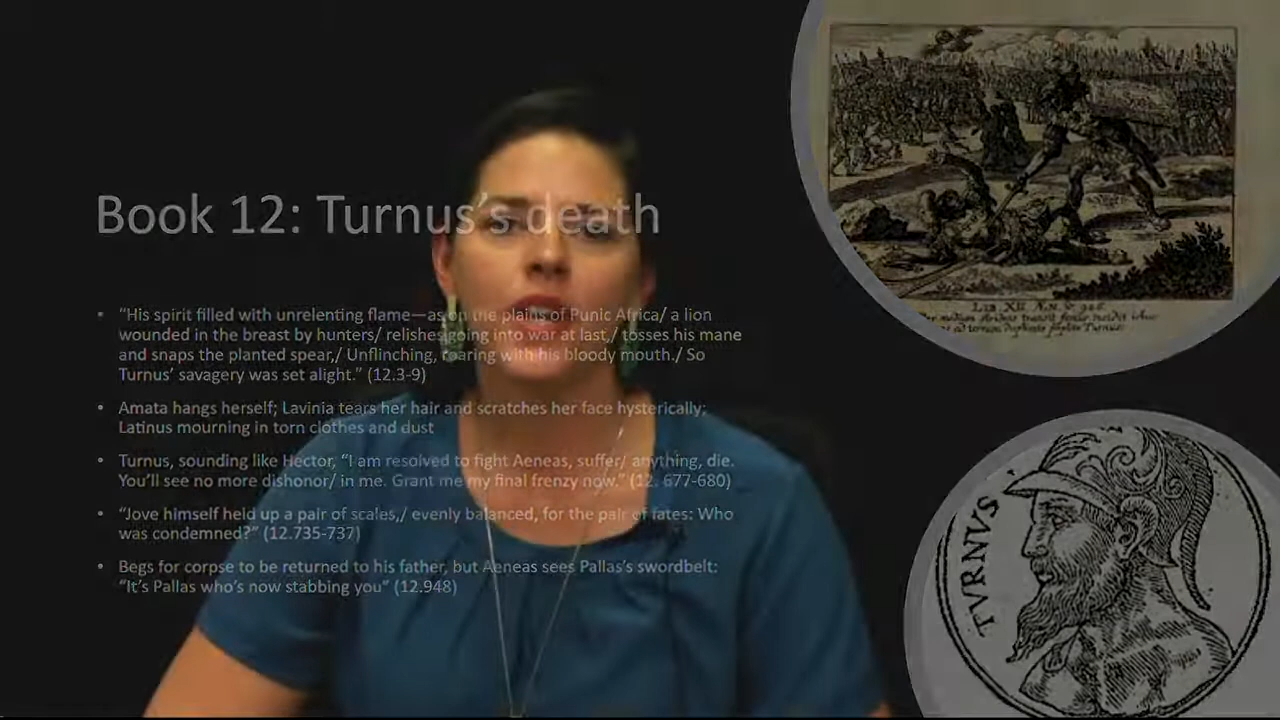 Book 12: Turnus's death
• “His spirit filled with unrelenting flame—as on the plains of Punic Africa/ a lion
wounded in the breast by hunters/ relishes going into war at last,/ tosses his mane
and snaps the planted spear,/ Unflinching, roaring with his bloody mouth./ So
Turnus’ savagery was set alight.” (12.3-9)
• Amata hangs herself; Lavinia tears her hair and scratches her face hysterically;
Latinus mourning in torn clothes and dust
• Turnus, sounding like Hector, “I am resolved to fight Aeneas, suffer/ anything, die.
You’ll see no more dishonor/ in me. Grant me my final frenzy now.” (12. 677-680)
• “Jove himself held up a pair of scales,/ evenly balanced, for the pair of fates: Who
was condemned?” (12.735-737)
• Begs for corpse to be returned to his father, but Aeneas sees Pallas’s swordbelt:
“It’s Pallas who’s now stabbing you” (12.948)
LIB XII
TVRNVS